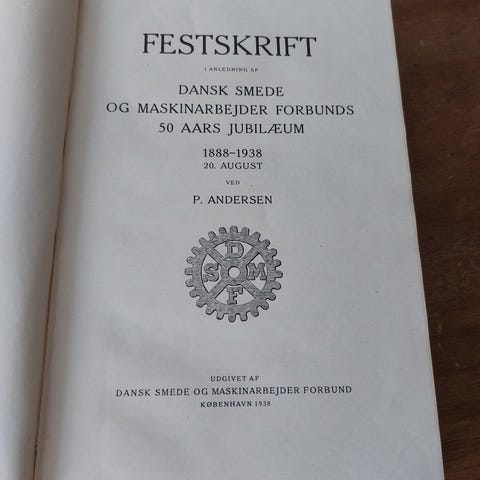 FESTSKRIFT
I ANLEDNING AF
DANSK SMEDE
OG MASKINARBEJDER FORBUNDS
50 AARS JUBILÆUM
1888-1938
20. AUGUST
VED
P. ANDERSEN
D
S M
F
UDGIVET AF
DANSK SMEDE OG MASKINARBEJDER FORBUND
KØBENHAVN 1938